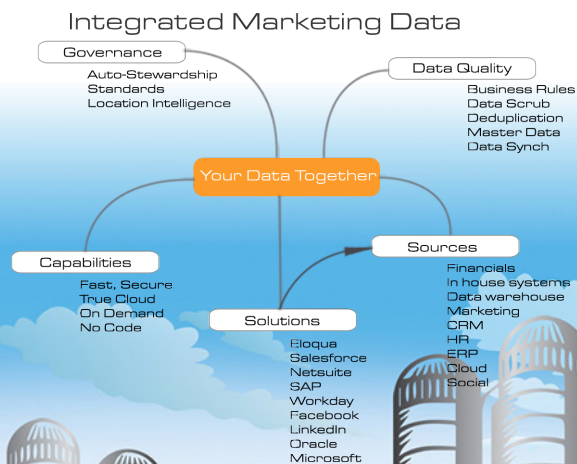 Integrated Marketing Data
Governance
Auto-Stewardship
Standards
Location Intelligence
Data Quality
Business Rules
Data Scrub
Deduplication
Master Data
Data Synch
Your Data Together
Capabilities
Fast, Secure
True Cloud
On Demand
No Code
Solutions
Eloqua
Salesforce
Netsuite
SAP
Workday
Facebook
LinkedIn
Oracle
Microsoft
Sources
Financials
In house systems
Data warehouse
Marketing
CRM
HR
ERP
Cloud
Social